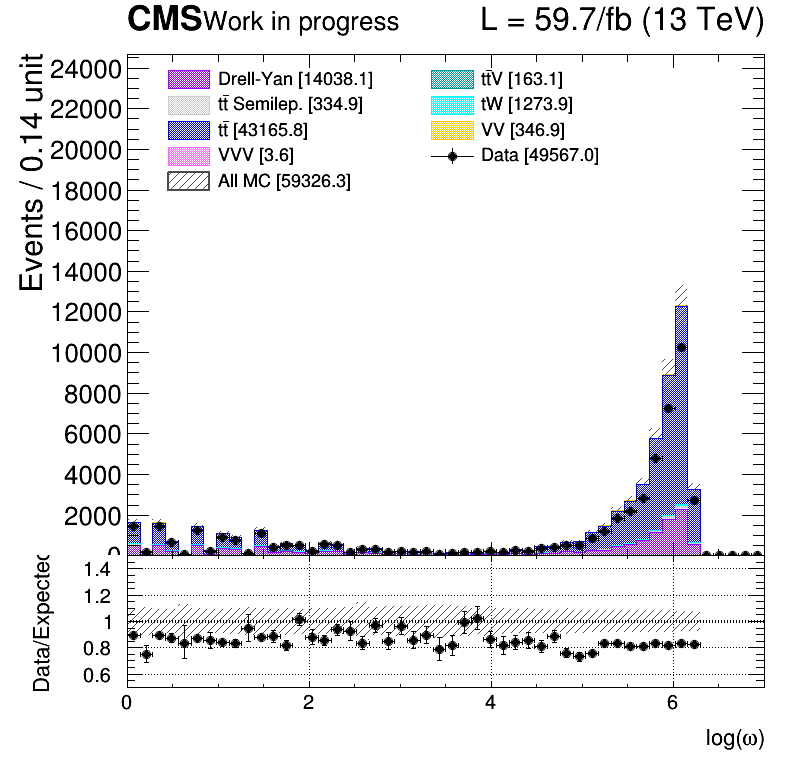 CMS Work in progress L = 59.7/fb (13 TeV)
Events / 0.14 unit
24000
22000
20000
18000
16000
14000
12000
10000
8000
6000
4000
2000
0
Drell-Yan [14038.1]
tt̄ Semilep. [334.9]
tt̄ [43165.8]
VVV [3.6]
All MC [59326.3]
tt̄V [163.1]
tW [1273.9]
VV [346.9]
Data [49567.0]
Data/Expected
1.4
1.2
1
0.8
0.6
0 2 4 6
log(ω)